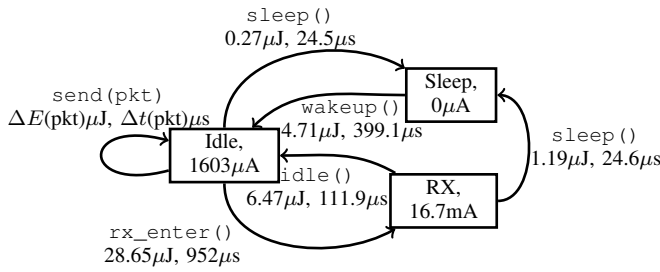 sleep()
0.27μJ, 24.5μs
Sleep,
0μA
send(pkt)
ΔE(pkt)μJ, Δt(pkt)μs
wakeup()
4.71μJ, 399.1μs
Idle,
1603μA
sleep()
1.19μJ, 24.6μs
idle()
6.47μJ, 111.9μs
RX,
16.7mA
rx_enter()
28.65μJ, 952μs